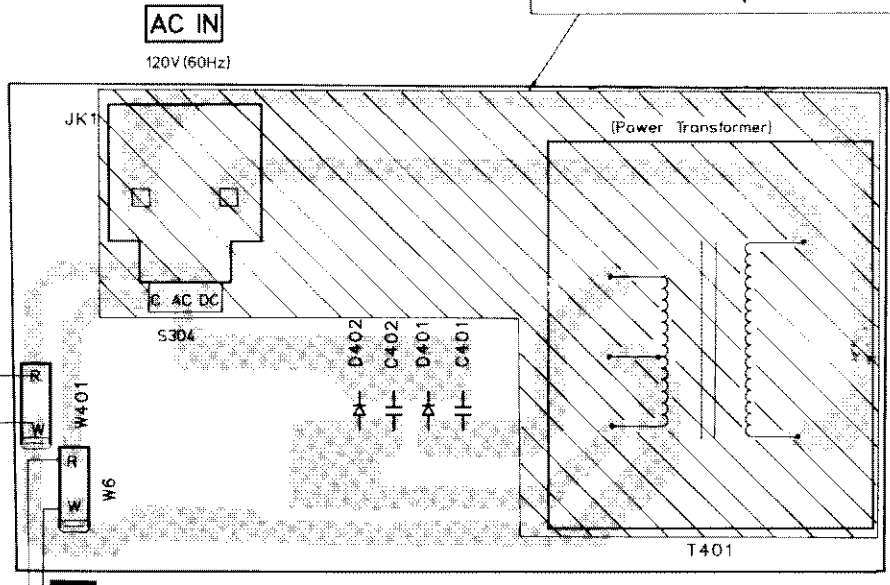 AC IN
120V (60Hz)
JK1
(Power Transformer)
C AC DC
S304
D402
C402
D401
C401
R
W
W401
R
W
W6
T401